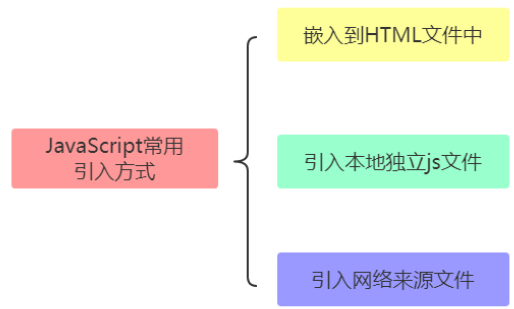 JavaScript常用
引入方式
嵌入到HTML文件中
引入本地独立js文件
引入网络来源文件